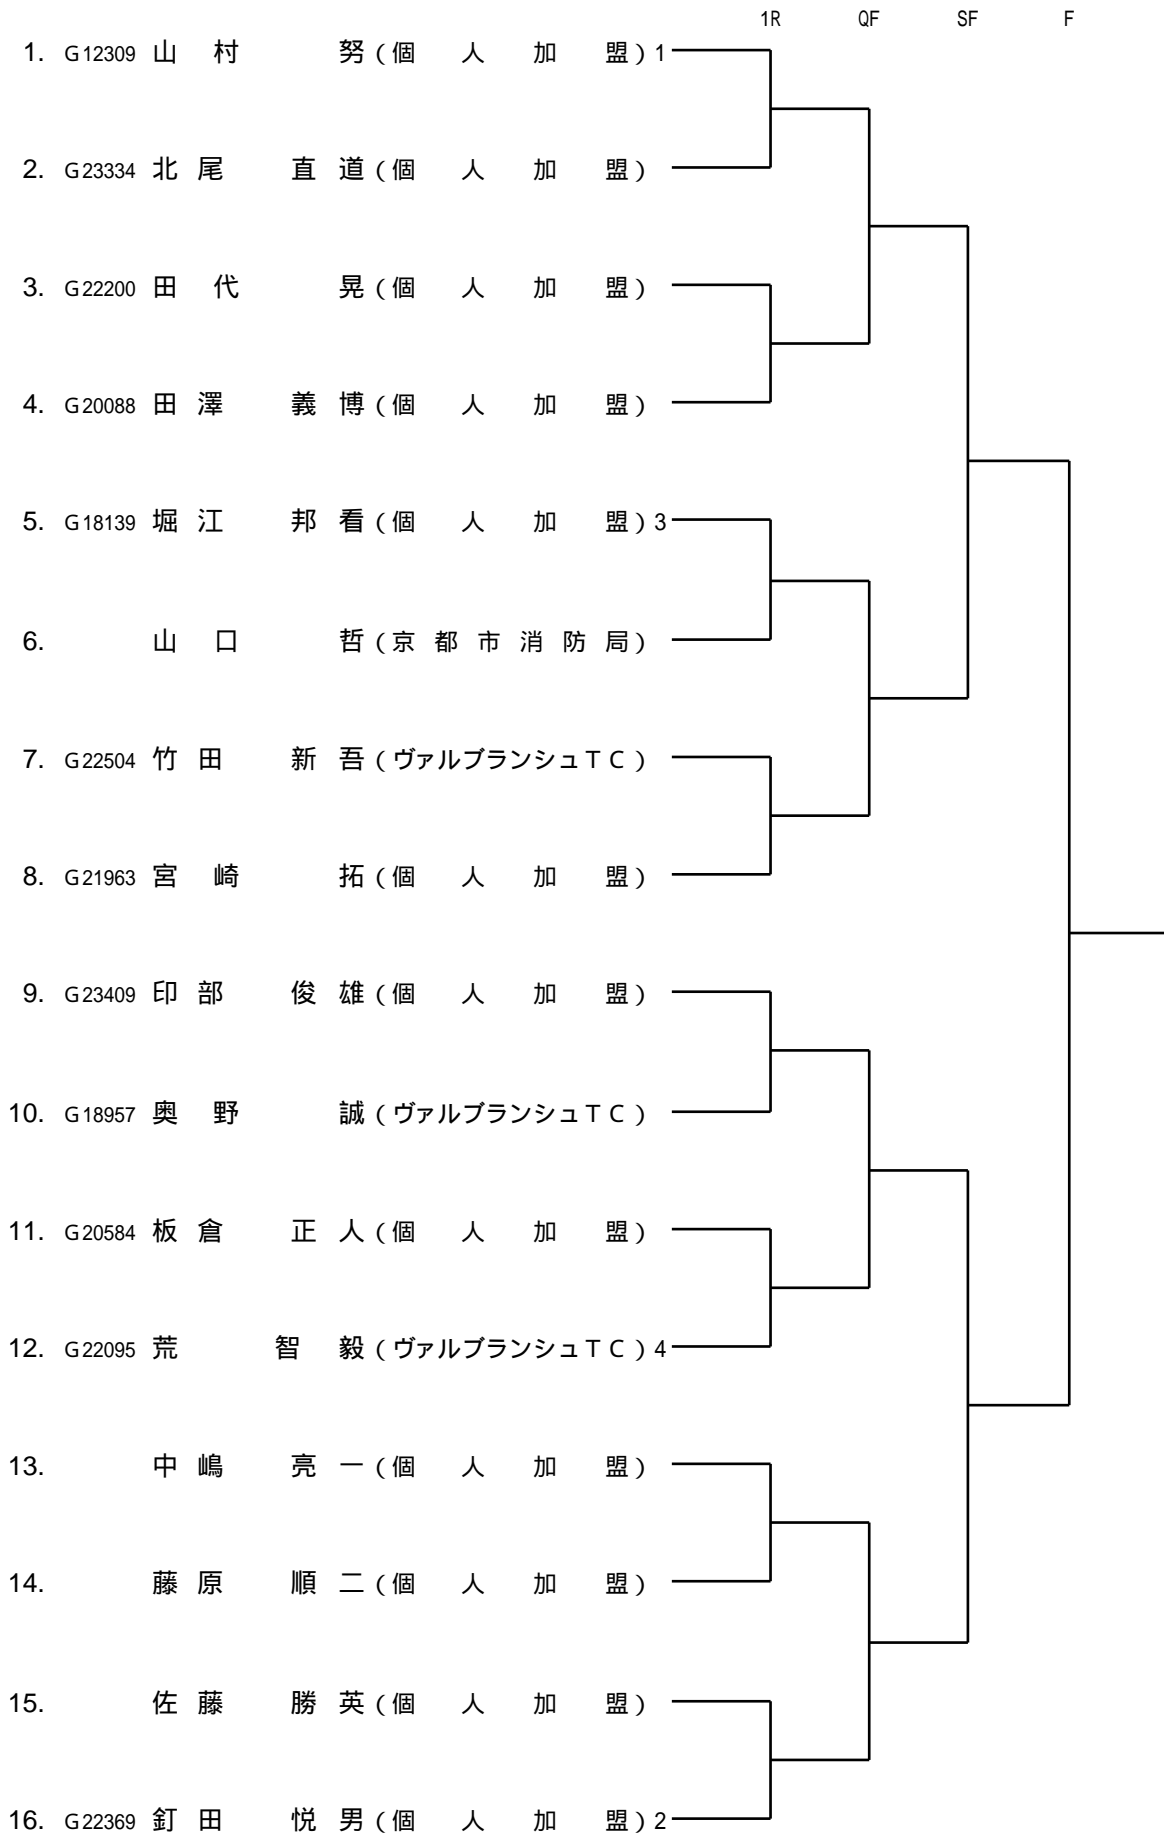 1R QF SF F
1. G12309 山村 努 (個人加盟) 1
2. G23334 北尾 直道 (個人加盟)
3. G22200 田代 晃 (個人加盟)
4. G20088 田澤 義博 (個人加盟)
5. G18139 堀江 邦看 (個人加盟) 3
6. 山口 哲 (京都市消防局)
7. G22504 竹田 新吾 (ヴァルブランシュTC)
8. G21963 宮崎 拓 (個人加盟)
9. G23409 印部 俊雄 (個人加盟)
10. G18957 奥野 誠 (ヴァルブランシュTC)
11. G20584 板倉 正人 (個人加盟)
12. G22095 荒 智毅 (ヴァルブランシュTC) 4
13. 中嶋 亮一 (個人加盟)
14. 藤原 順二 (個人加盟)
15. 佐藤 勝英 (個人加盟)
16. G22369 釘田 悦男 (個人加盟) 2